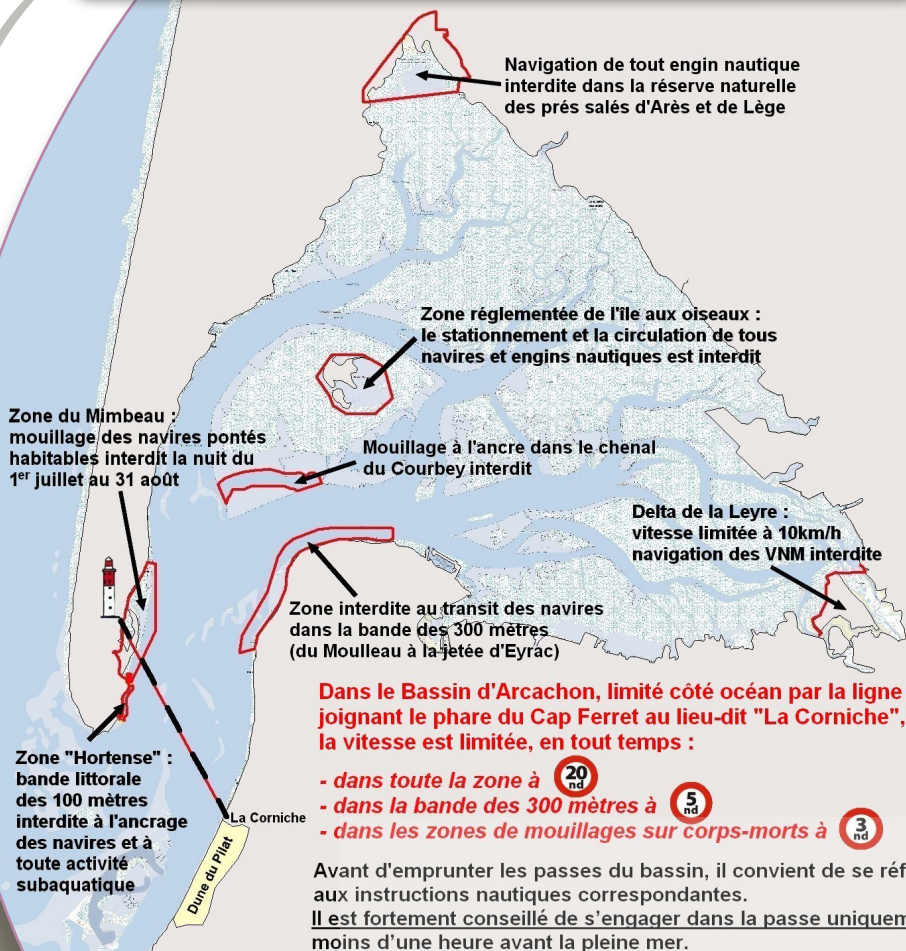 Navigation de tout engin nautique
interdite dans la réserve naturelle
des prés salés d'Arès et de Lège
Zone réglementée de l'île aux oiseaux :
le stationnement et la circulation de tous
navires et engins nautiques est interdit
Zone du Mimbeau :
mouillage des navires pontés
habitables interdit la nuit du
1er juillet au 31 août
Mouillage à l'ancre dans le chenal
du Courbey interdit
Delta de la Leyre :
vitesse limitée à 10km/h
navigation des VNM interdite
Zone interdite au transit des navires
dans la bande des 300 mètres
(du Moulleau à la jetée d'Eyrac)
Zone "Hortense" :
bande littorale
des 100 mètres
interdite à l'ancrage
des navires et à
toute activité
subaquatique
La Corniche
Dune du Pilat
Dans le Bassin d'Arcachon, limité côté océan par la ligne
joignant le phare du Cap Ferret au lieu-dit "La Corniche",
la vitesse est limitée, en tout temps :
- dans toute la zone à 20 nd
- dans la bande des 300 mètres à 5 nd
- dans les zones de mouillages sur corps-morts à 3 nd
Avant d'emprunter les passes du bassin, il convient de se réf
aux instructions nautiques correspondantes.
Il est fortement conseillé de s'engager dans la passe uniquem
moins d'une heure avant la pleine mer.